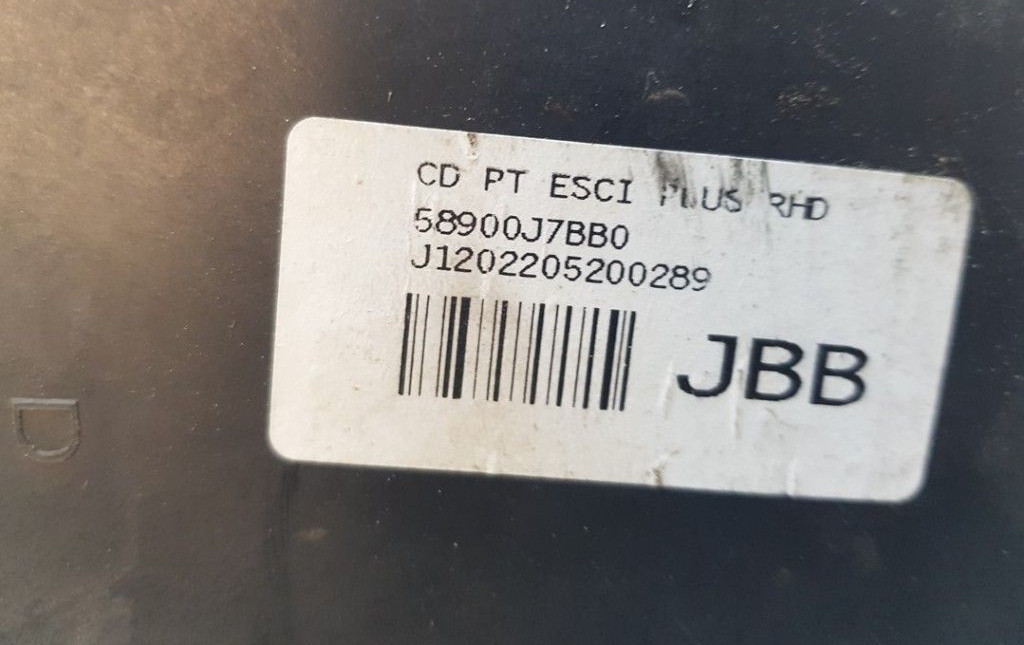 CD PT ESCI PLUS RHD
58900J7BB0
J1202205200289
JBB
D